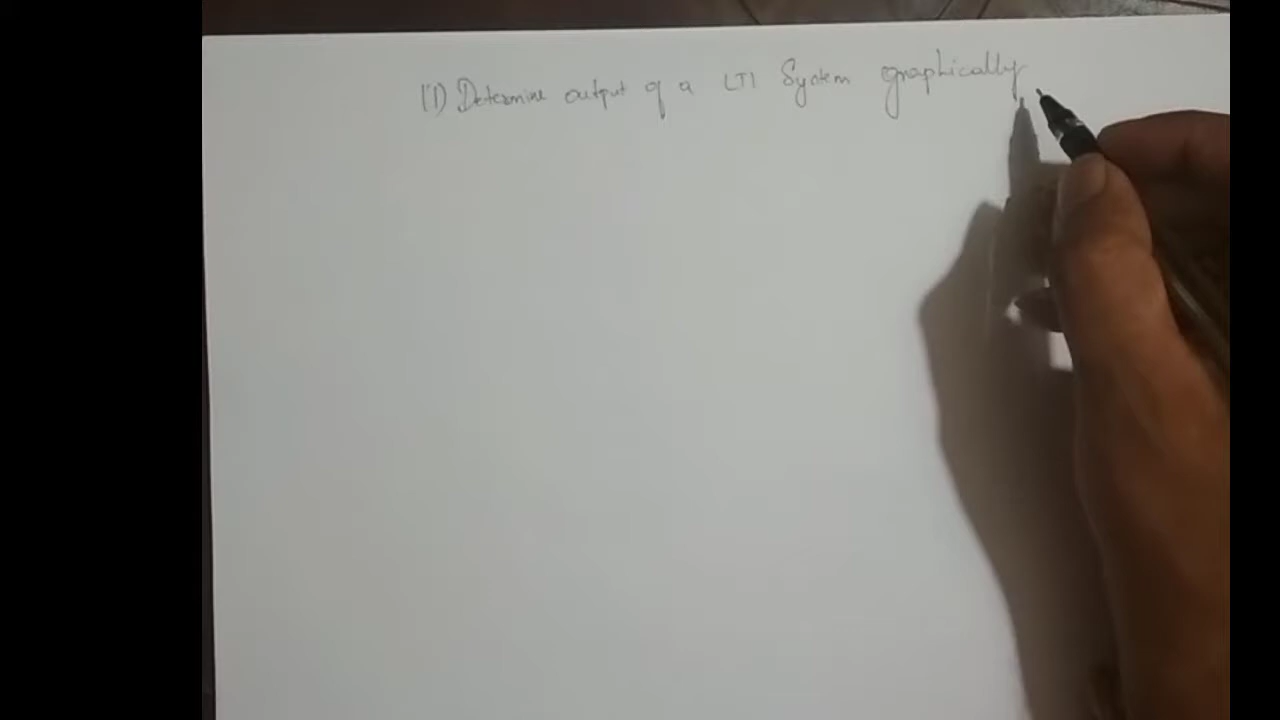 (1) Determine output of a LTI System graphically